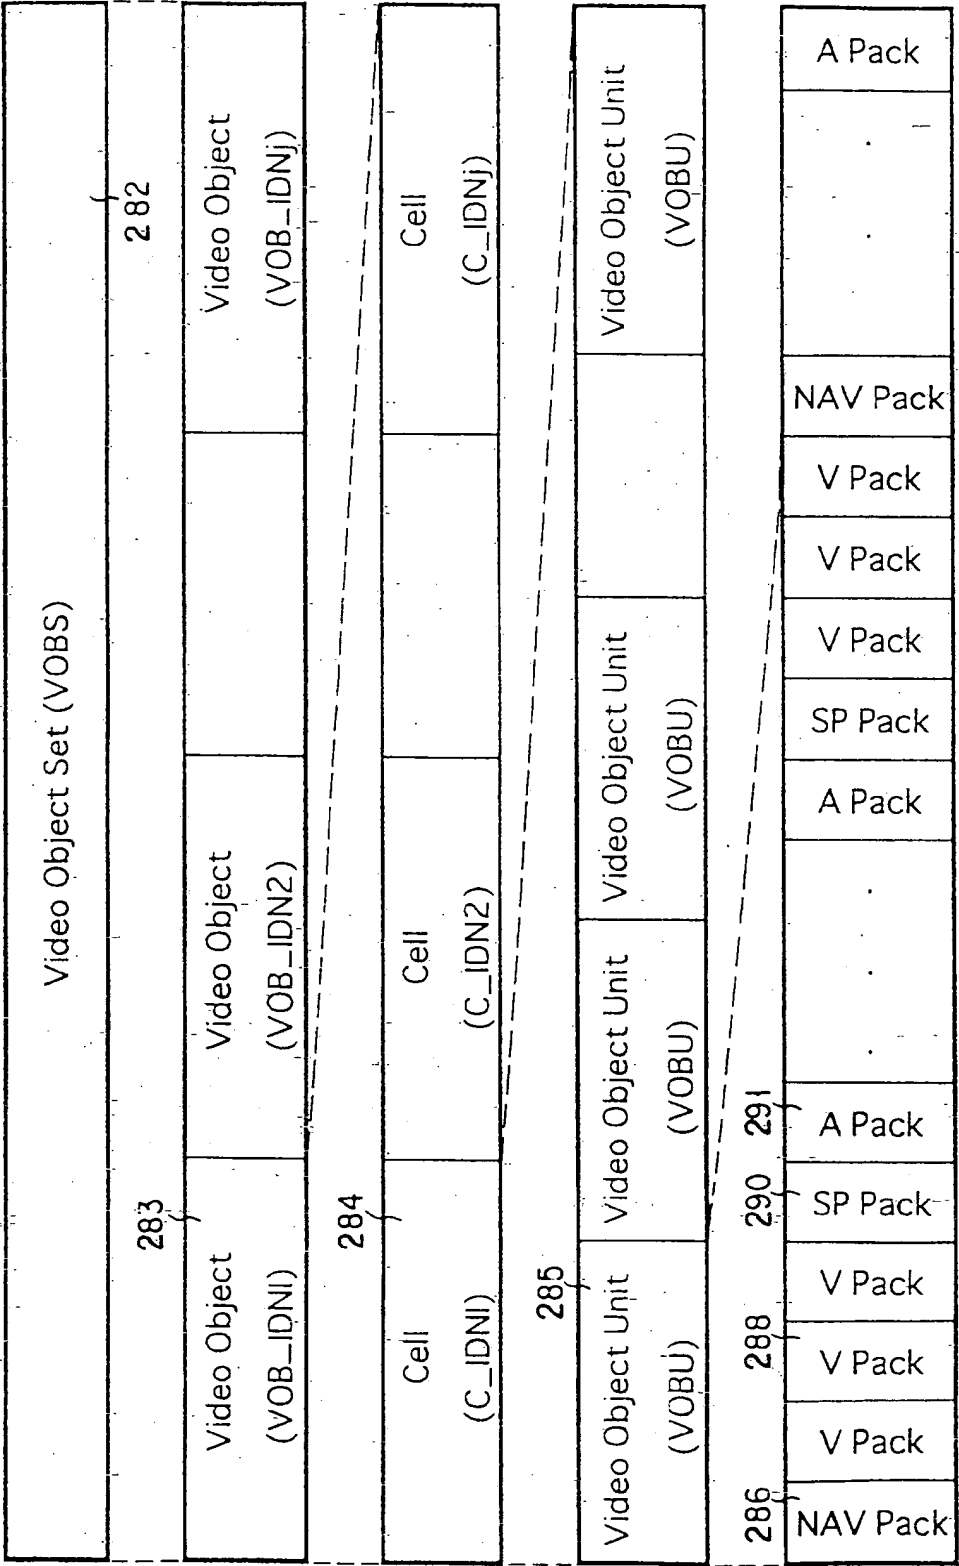 Video Object Set (VOBS)
282
283
Video Object
(VOB_IDN1)
Video Object
(VOB_IDN2)
Video Object
(VOB_IDNj)
284
Cell
(C_IDN1)
Cell
(C_IDN2)
Cell
(C_IDNj)
285
Video Object Unit
(VOBU)
Video Object Unit
(VOBU)
Video Object Unit
(VOBU)
Video Object Unit
(VOBU)
286
288
290
291
NAV Pack
V Pack
V Pack
V Pack
SP Pack
A Pack
. . .
A Pack
SP Pack
V Pack
V Pack
V Pack
NAV Pack
. .
A Pack